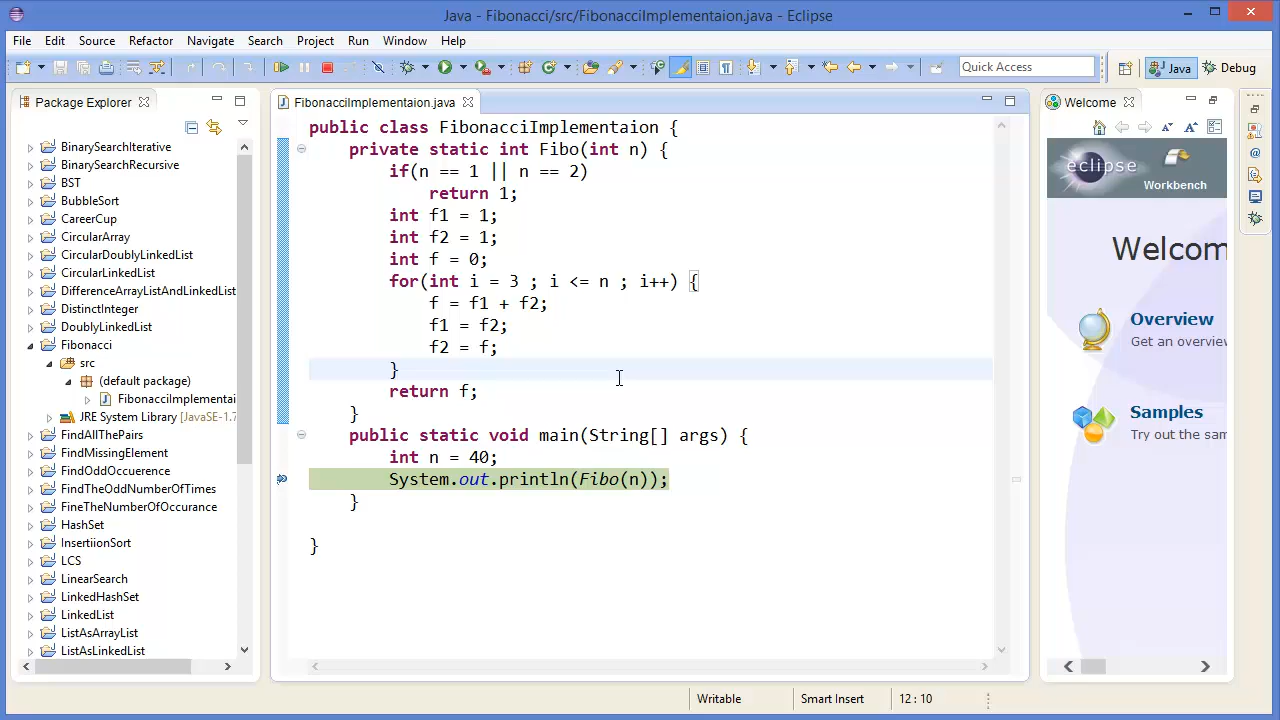 Java - Fibonacci/src/FibonacciImplementaion.java - Eclipse
File Edit Source Refactor Navigate Search Project Run Window Help
Quick Access
Java
Debug
Package Explorer
BinarySearchIterative
BinarySearchRecursive
BST
BubbleSort
CareerCup
CircularArray
CircularDoublyLinkedList
CircularLinkedList
DifferenceArrayListAndLinkedList
DistinctInteger
DoublyLinkedList
Fibonacci
src
(default package)
FibonacciImplementai
JRE System Library [JavaSE-1.7
FindAllThePairs
FindingMissing
FindOddOccuerence
FindTheOddNumberOfTimes
FineTheNumberOfOccurance
HashSet
InsertiionSort
LCS
LinearSearch
LinkedHashSet
LinkedList
ListAsArrayList
ListAsLinkedList
FibonacciImplementaion.java
public class FibonacciImplementaion {
private static int Fibo(int n) {
if(n == 1 || n == 2)
return 1;
int f1 = 1;
int f2 = 1;
int f = 0;
for(int i = 3 ; i <= n ; i++) {
f = f1 + f2;
f1 = f2;
f2 = f;
}
return f;
}
public static void main(String[] args) {
int n = 40;
System.out.println(Fibo(n));
}
}
Welcome
eclipse
Workbench
Welcom
Overview
Get an overview
Samples
Try out the sam
Writable
Smart Insert
12 : 10